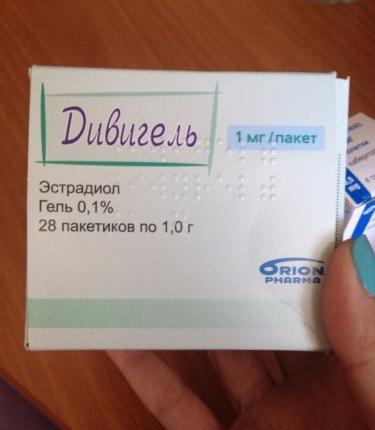 Дивигель
1 мг/пакет
Эстрадиол
Гель 0,1%
28 пакетиков по 1,0 г
ORION
PHARMA